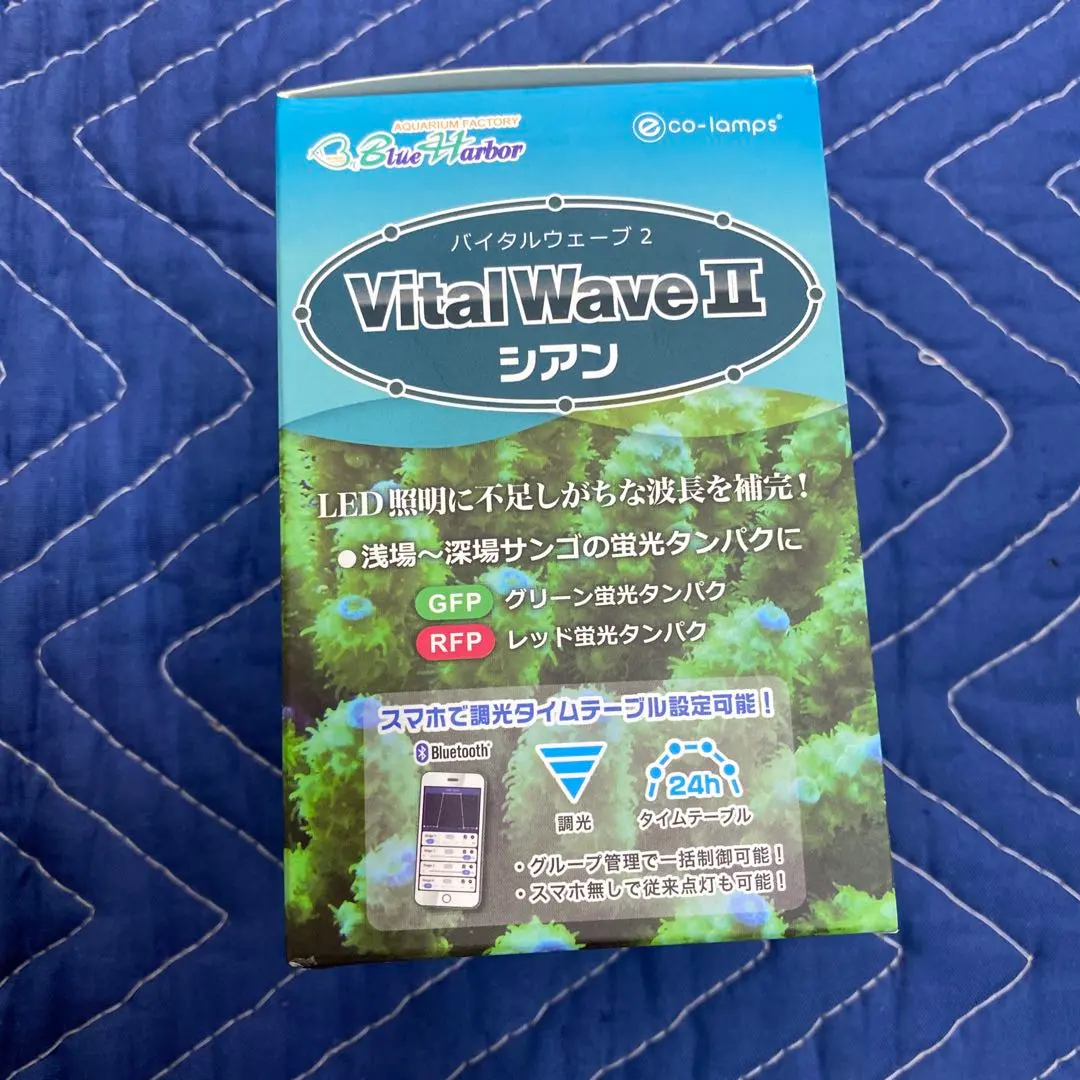 AQUARIUM FACTORY
Blue Harbor
eco-lamps®
バイタルウェーブ2
Vital Wave II
シアン
LED照明に不足しがちな波長を補完!
●浅場～深場サンゴの蛍光タンパクに
GFP グリーン蛍光タンパク
RFP レッド蛍光タンパク
スマホで調光タイムテーブル設定可能!
Bluetooth®
24h
調光
タイムテーブル
・グループ管理で一括制御可能!
・スマホ無しで従来点灯も可能!